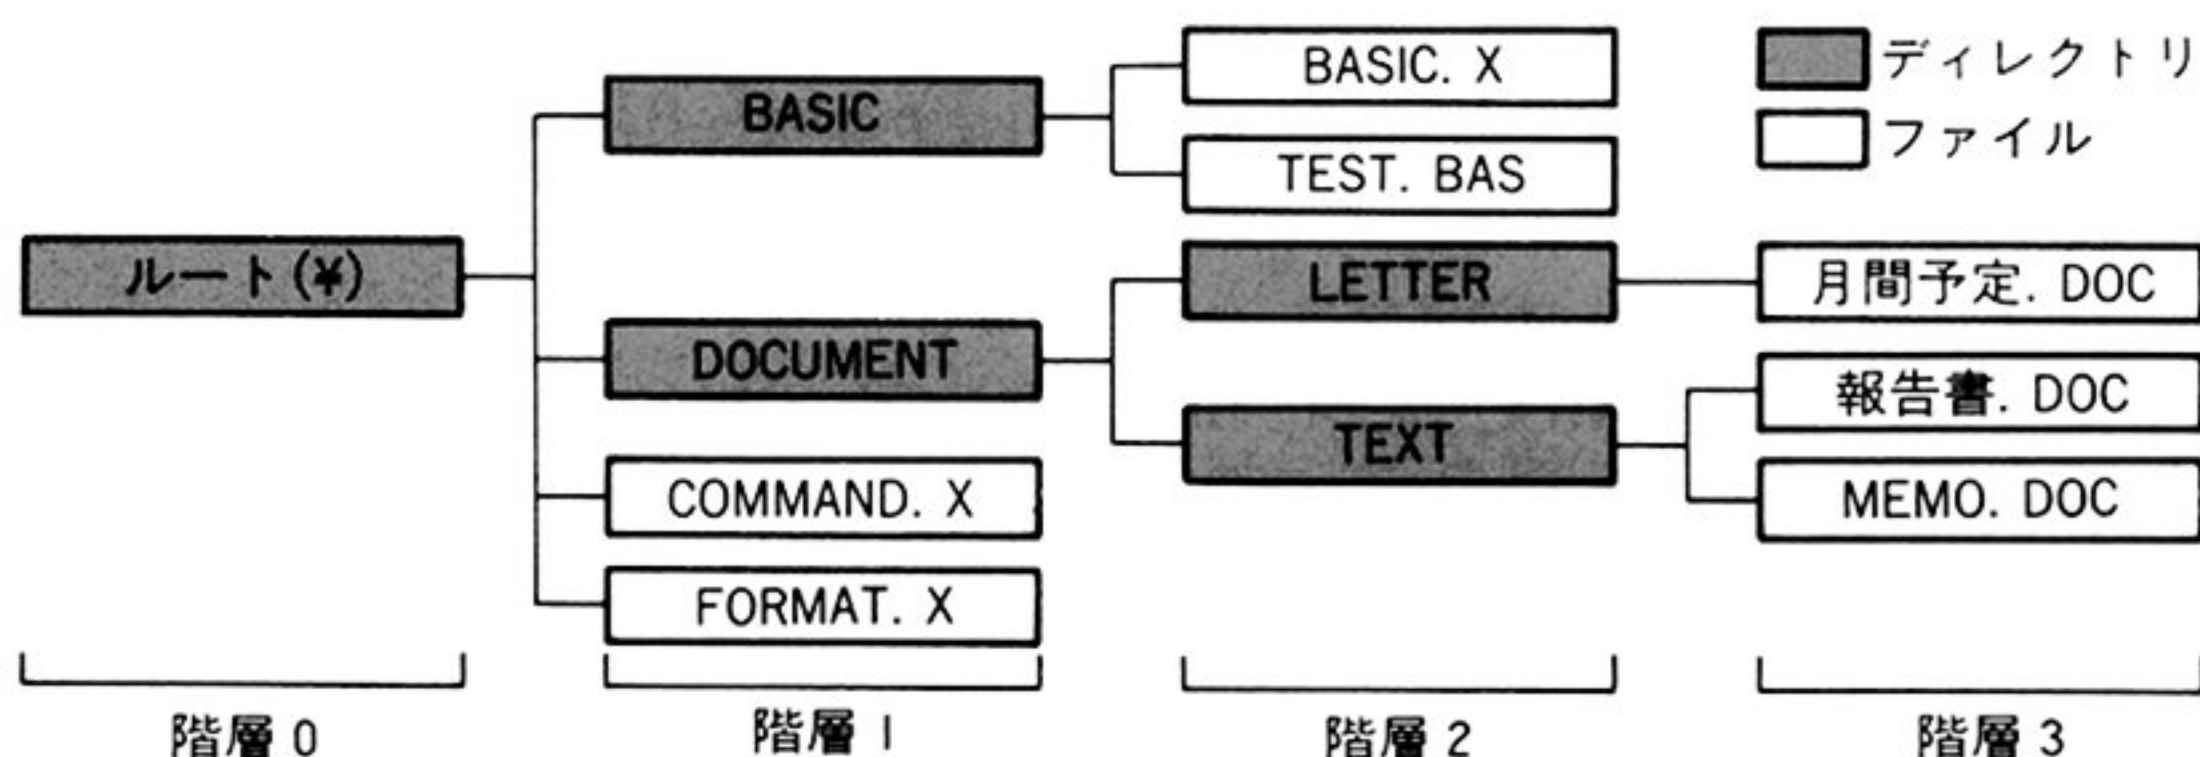 BASIC. X
ディレクトリ
BASIC
ファイル
TEST. BAS
ルート(¥)
LETTER
月間予定. DOC
DOCUMENT
報告書. DOC
TEXT
COMMAND. X
MEMO. DOC
FORMAT. X
階層 0
階層 1
階層 2
階層 3